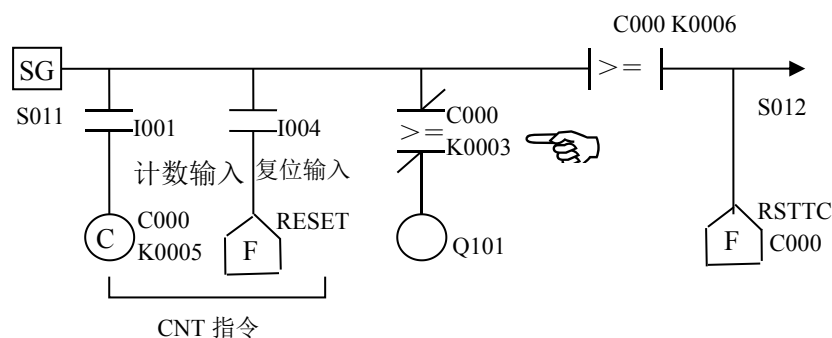 C000 K0006
SG
>=
S011
I001
I004
C000
>=
K0003
S012
计数输入
复位输入
C
C000
K0005
F
RESET
Q101
F
RSTTC
C000
CNT 指令